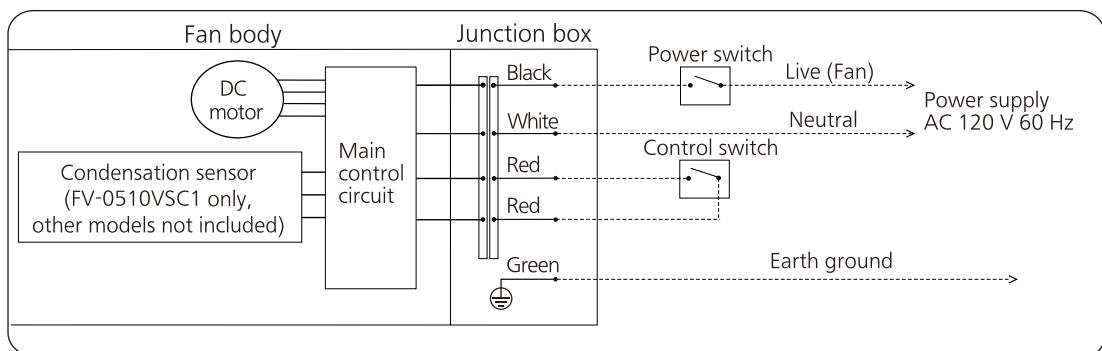 Fan body
Junction box
DC
motor
Condensation sensor
(FV-0510VSC1 only,
other models not included)
Main
control
circuit
Black
White
Red
Red
Green
Power switch
Live (Fan)
Neutral
Control switch
Earth ground
Power supply
AC 120 V 60 Hz